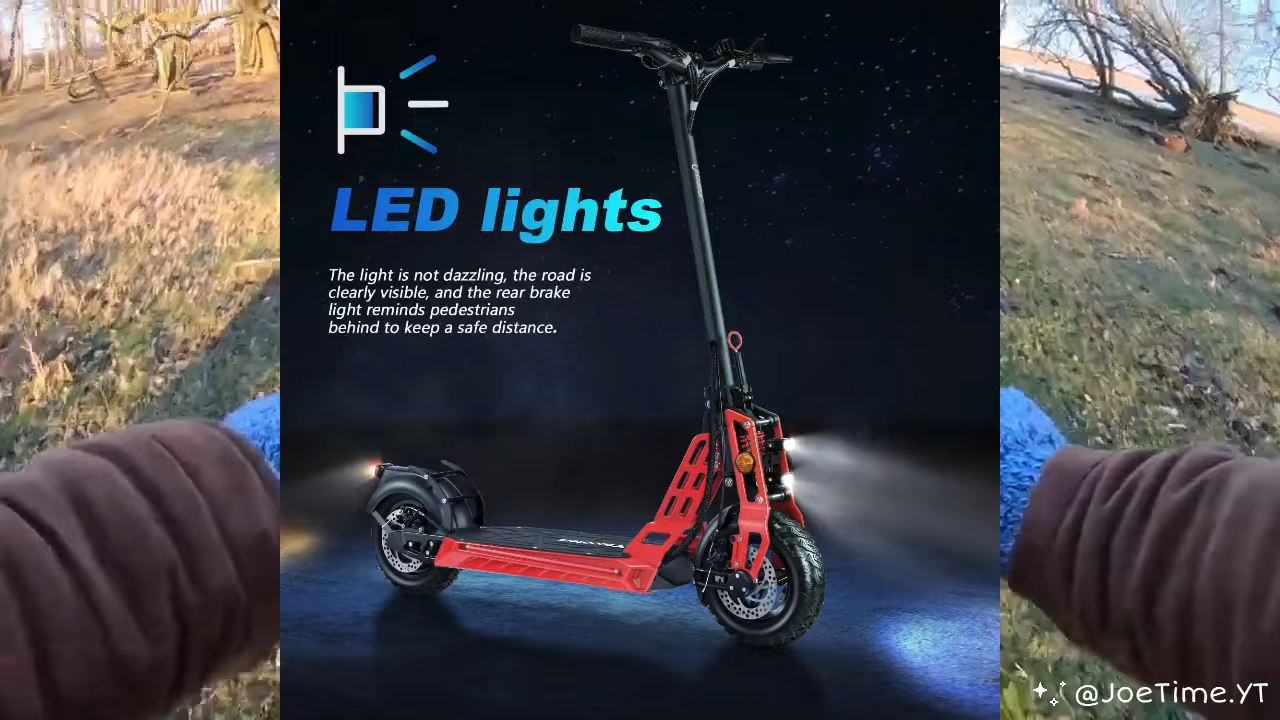 LED lights
The light is not dazzling, the road is
clearly visible, and the rear brake
light reminds pedestrians
behind to keep a safe distance.
@JoeTime.YT